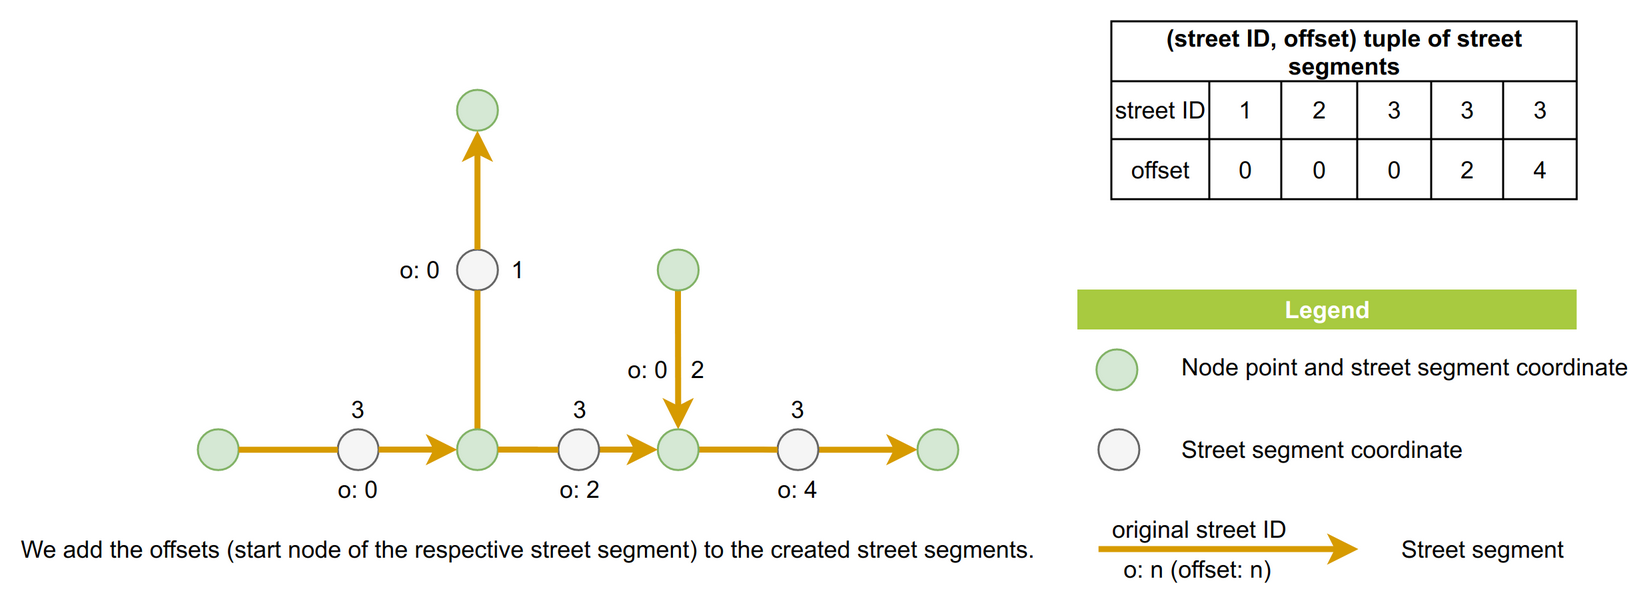 (street ID, offset) tuple of street
segments
street ID 1 2 3 3 3
offset 0 0 0 2 4
o: 0 1
o: 0 2
3 3 3
o: 0 o: 2 o: 4
We add the offsets (start node of the respective street segment) to the created street segments.
Legend
Node point and street segment coordinate
Street segment coordinate
original street ID
o: n (offset: n)
Street segment